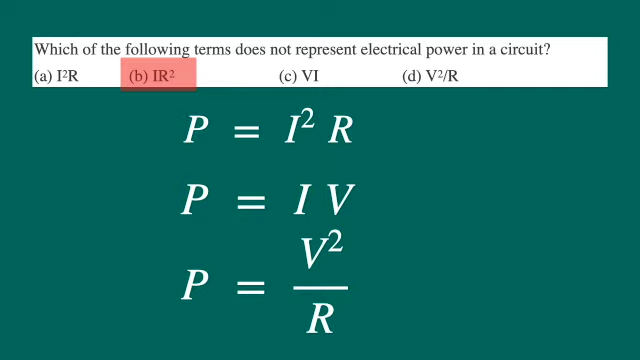 Which of the following terms does not represent electrical power in a circuit?
(a) I²R (b) IR² (c) VI (d) V²/R
P = I² R
P = I V
P = V²/R